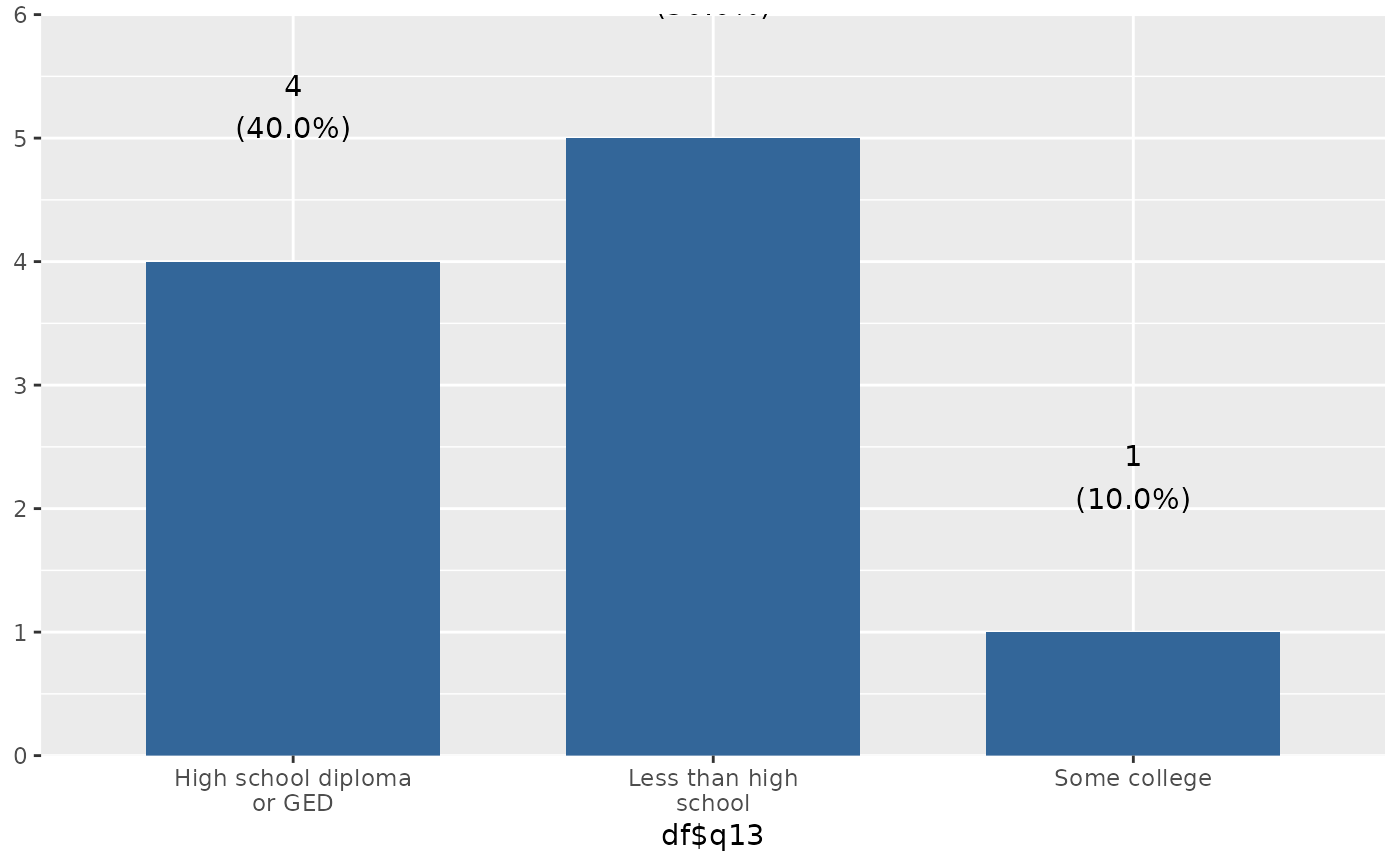 6
4
(40.0%)
5
4
3
1
2
(10.0%)
1
0
High school diploma
or GED
Less than high
school
Some college
df$q13